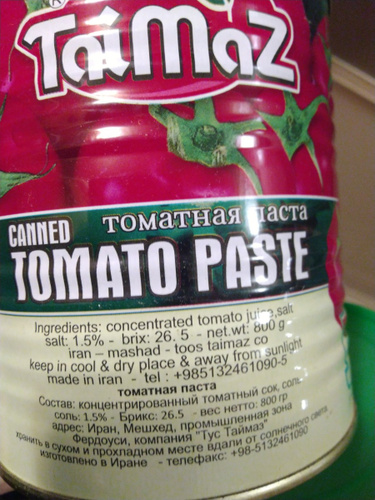 TaiMaZ
томатная паста
CANNED
TOMATO PASTE
Ingredients: concentrated tomato juice,salt
salt: 1.5% - brix: 26. 5 - net.wt: 800 g
iran – mashad - toos taimaz co
keep in cool & dry place & away from sunlight
made in iran - tel : +985132461090-5
томатная паста
Состав: концентрированный томатный сок, соль
соль: 1.5% - Брикс: 26.5 - вес нетто: 800 гр
адрес: Иран, Мешхед, промышленная зона
Фердоуси, компания "Тус Таймаз"
хранить в сухом и прохладном месте вдали от солнечного света
изготовлено в Иране - телефакс: +98-5132461090